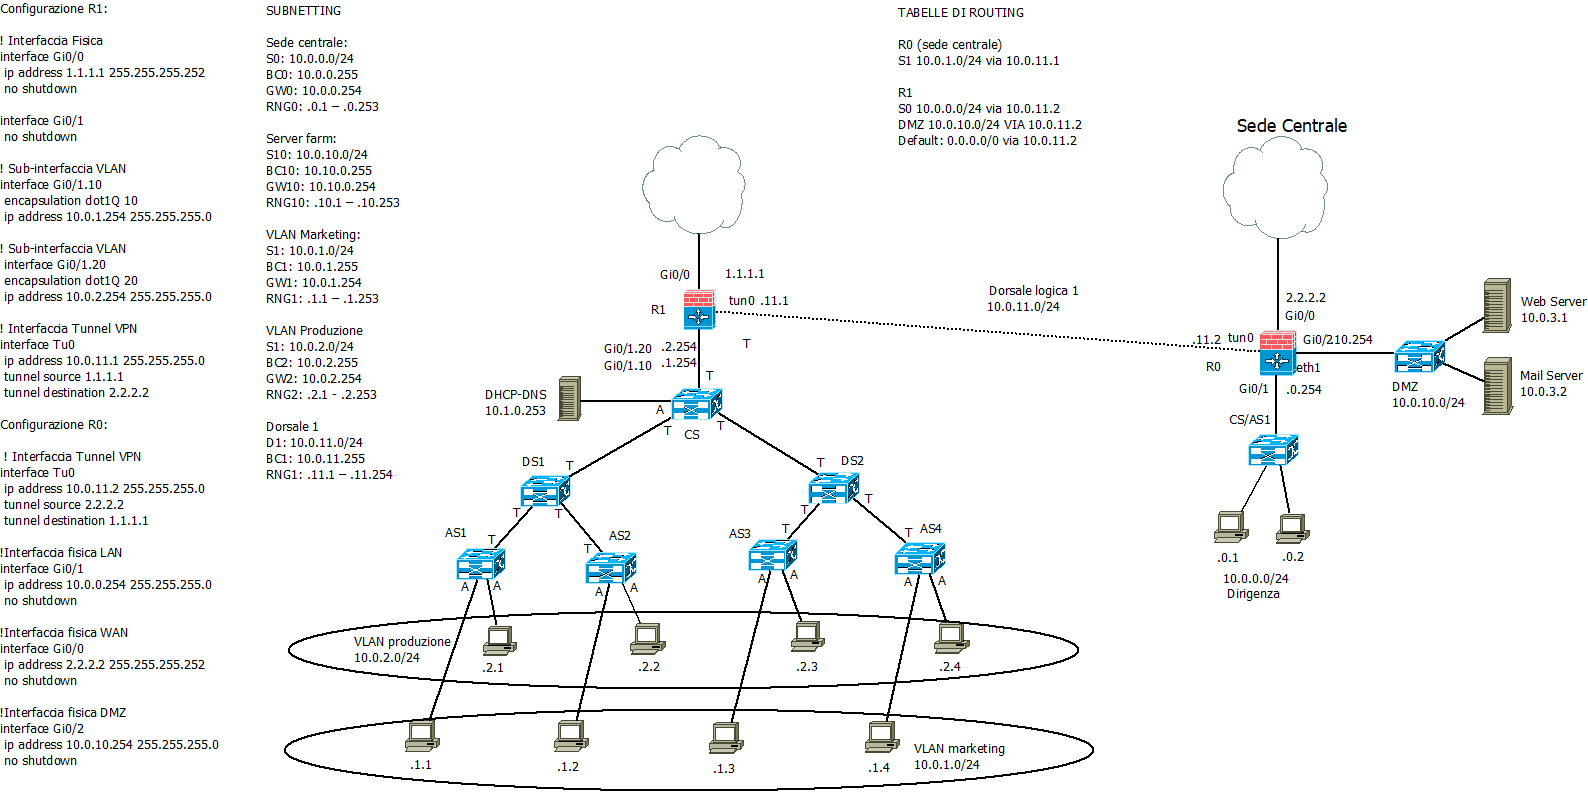 Configurazione R1:
! Interfaccia Fisica
interface Gi0/0
ip address 1.1.1.1 255.255.255.252
no shutdown
interface Gi0/1
no shutdown
! Sub-interfaccia VLAN
interface Gi0/1.10
encapsulation dot1Q 10
ip address 10.0.1.254 255.255.255.0
! Sub-interfaccia VLAN
interface Gi0/1.20
encapsulation dot1Q 20
ip address 10.0.2.254 255.255.255.0
! Interfaccia Tunnel VPN
interface Tu0
ip address 10.0.11.1 255.255.255.0
tunnel source 1.1.1.1
tunnel destination 2.2.2.2
Configurazione R0:
! Interfaccia Tunnel VPN
interface Tu0
ip address 10.0.11.2 255.255.255.0
tunnel source 2.2.2.2
tunnel destination 1.1.1.1
!Interfaccia fisica LAN
interface Gi0/1
ip address 10.0.0.254 255.255.255.0
no shutdown
!Interfaccia fisica WAN
interface Gi0/0
ip address 2.2.2.2 255.255.255.252
no shutdown
!Interfaccia fisica DMZ
interface Gi0/2
ip address 10.0.10.254 255.255.255.0
no shutdown
SUBNETTING
Sede centrale:
S0: 10.0.0.0/24
BC0: 10.0.0.255
GW0: 10.0.0.254
RNG0: .0.1 – .0.253
Server farm:
S10: 10.0.10.0/24
BC10: 10.10.0.255
GW10: 10.10.0.254
RNG10: .10.1 – .10.253
VLAN Marketing:
S1: 10.0.1.0/24
BC1: 10.0.1.255
GW1: 10.0.1.254
RNG1: .1.1 – .1.253
VLAN Produzione
S1: 10.0.2.0/24
BC2: 10.0.2.255
GW2: 10.0.2.254
RNG2: .2.1 - .2.253
Dorsale 1
D1: 10.0.11.0/24
BC1: 10.0.11.255
RNG1: .11.1 – .11.254
TABELLE DI ROUTING
R0 (sede centrale)
S1 10.0.1.0/24 via 10.0.11.1
R1
S0 10.0.0.0/24 via 10.0.11.2
DMZ 10.0.10.0/24 VIA 10.0.11.2
Default: 0.0.0.0/0 via 10.0.11.2
Sede Centrale
Gi0/0
1.1.1.1
R1
tun0 .11.1
Gi0/1.20
.2.254
Gi0/1.10
.1.254
T
T
Dorsale logica 1
10.0.11.0/24
2.2.2.2
Gi0/0
.11.2
tun0
Gi0/2
10.254
R0
eth1
Gi0/1
.0.254
Web Server
10.0.3.1
Mail Server
10.0.3.2
DMZ
10.0.10.0/24
CS/AS1
.0.1
.0.2
10.0.0.0/24
Dirigenza
DHCP-DNS
10.1.0.253
A
T
CS
T
DS1
T
T
T
DS2
T
T
T
AS1
T
A
A
AS2
T
A
A
AS3
T
A
A
AS4
T
A
A
VLAN produzione
10.0.2.0/24
.2.1
.2.2
.2.3
.2.4
.1.1
.1.2
.1.3
.1.4
VLAN marketing
10.0.1.0/24